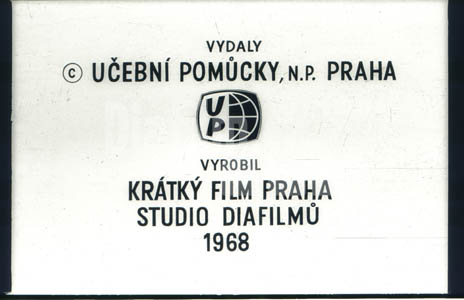 VYDALY
© UČEBNÍ POMŮCKY, N.P. PRAHA
UP
VYROBIL
KRÁTKÝ FILM PRAHA
STUDIO DIAFILMŮ
1968